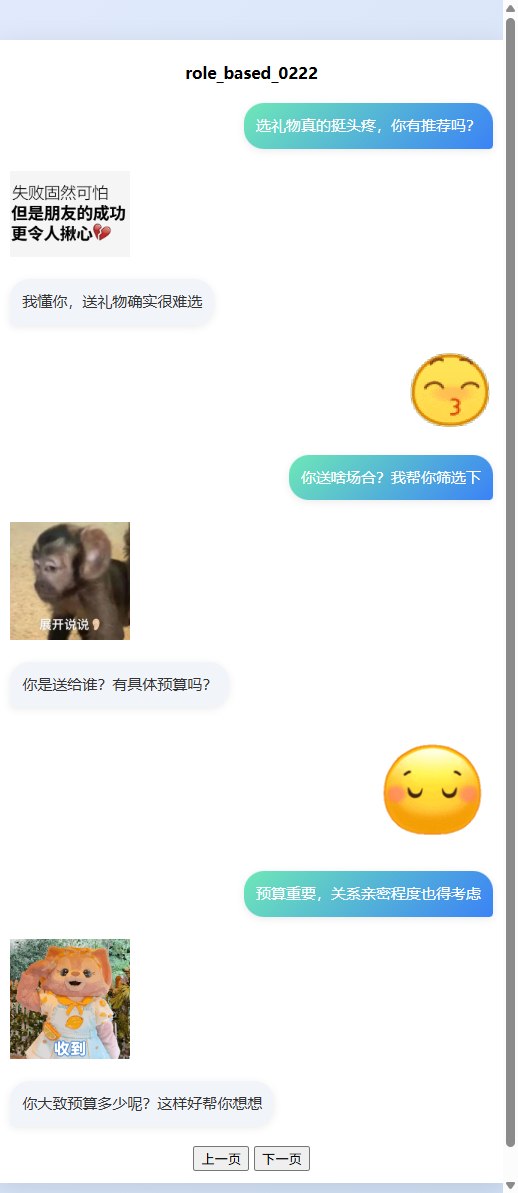 role_based_0222
选礼物真的挺头疼，你有推荐吗？
失败固然可怕
但是朋友的成功
更令人揪心💔
我懂你，送礼物确实很难选
你送啥场合？我帮你筛选下
展开说说👂
你是送给谁？有具体预算吗？
预算重要，关系亲密程度也得考虑
收到
你大致预算多少呢？这样好帮你想想
上一页 下一页